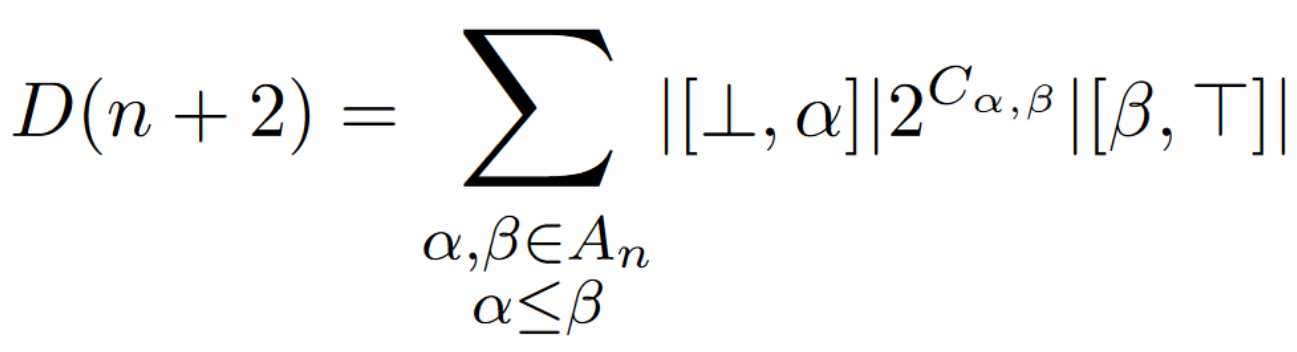 D(n + 2) = ∑ |[⊥, α]|2^{C_{α,β}}|[β, ⊤]|
α,β∈A_n
α≤β